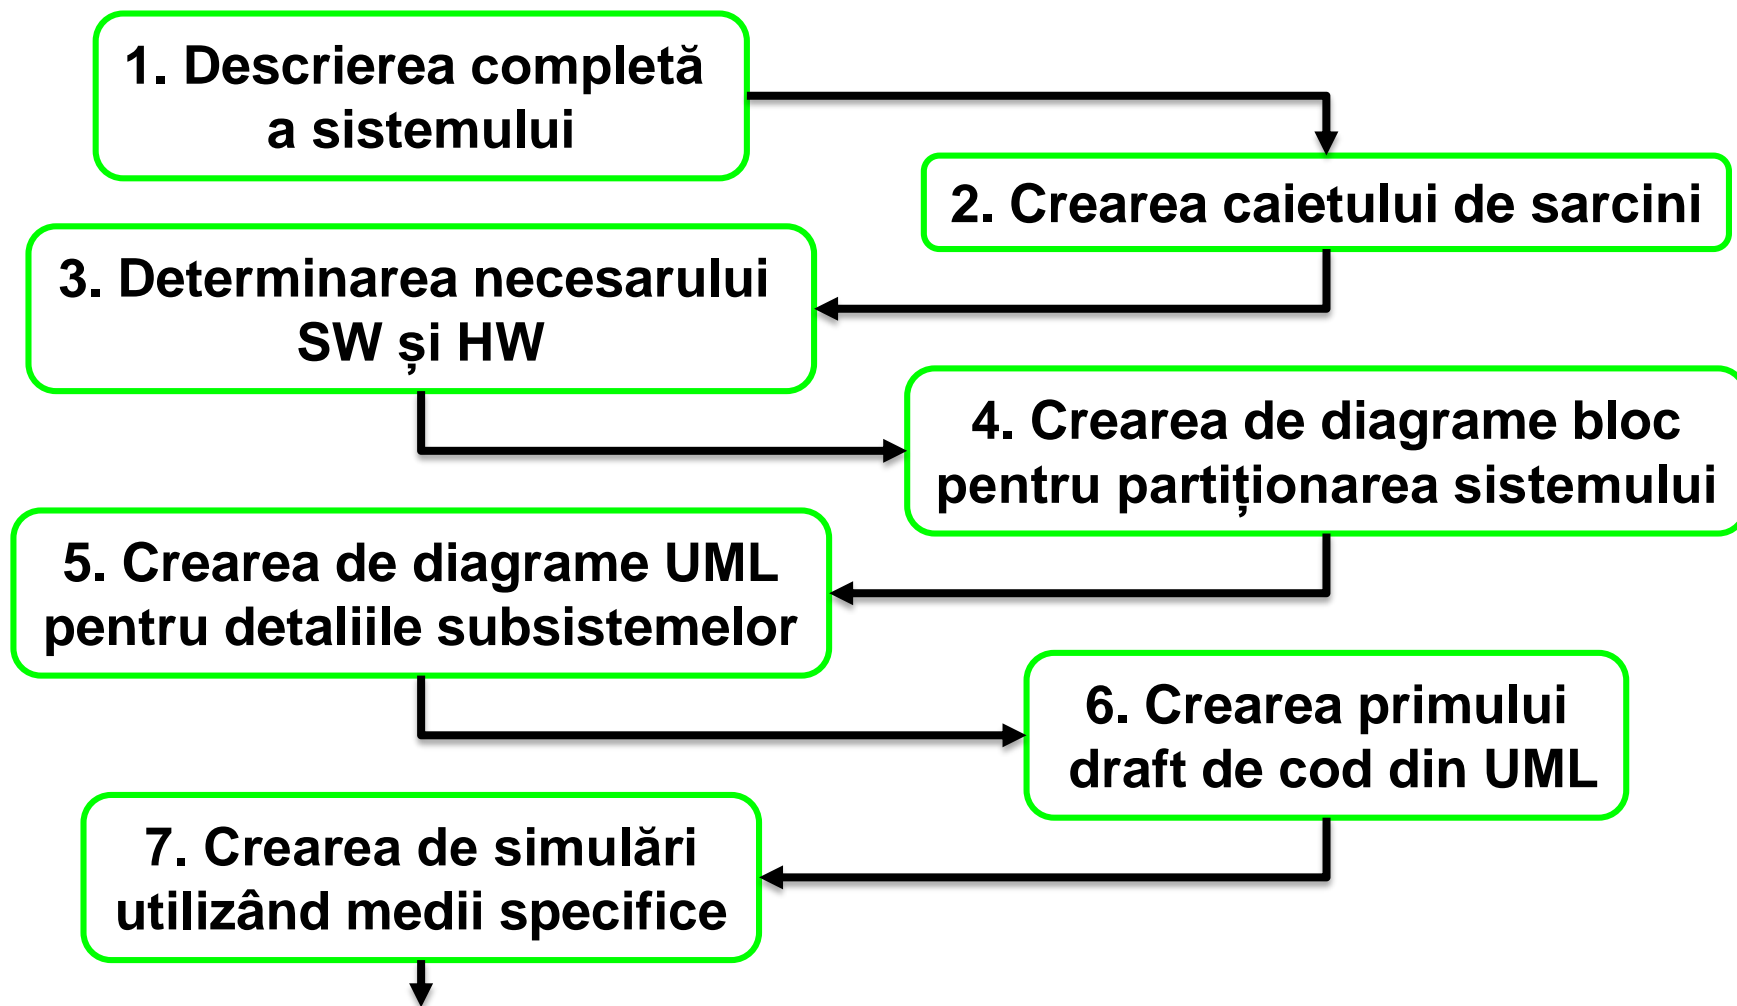 1. Descrierea completă
a sistemului
2. Crearea caietului de sarcini
3. Determinarea necesarului
SW și HW
4. Crearea de diagrame bloc
pentru partiționarea sistemului
5. Crearea de diagrame UML
pentru detaliile subsistemelor
6. Crearea primului
draft de cod din UML
7. Crearea de simulări
utilizând medii specifice